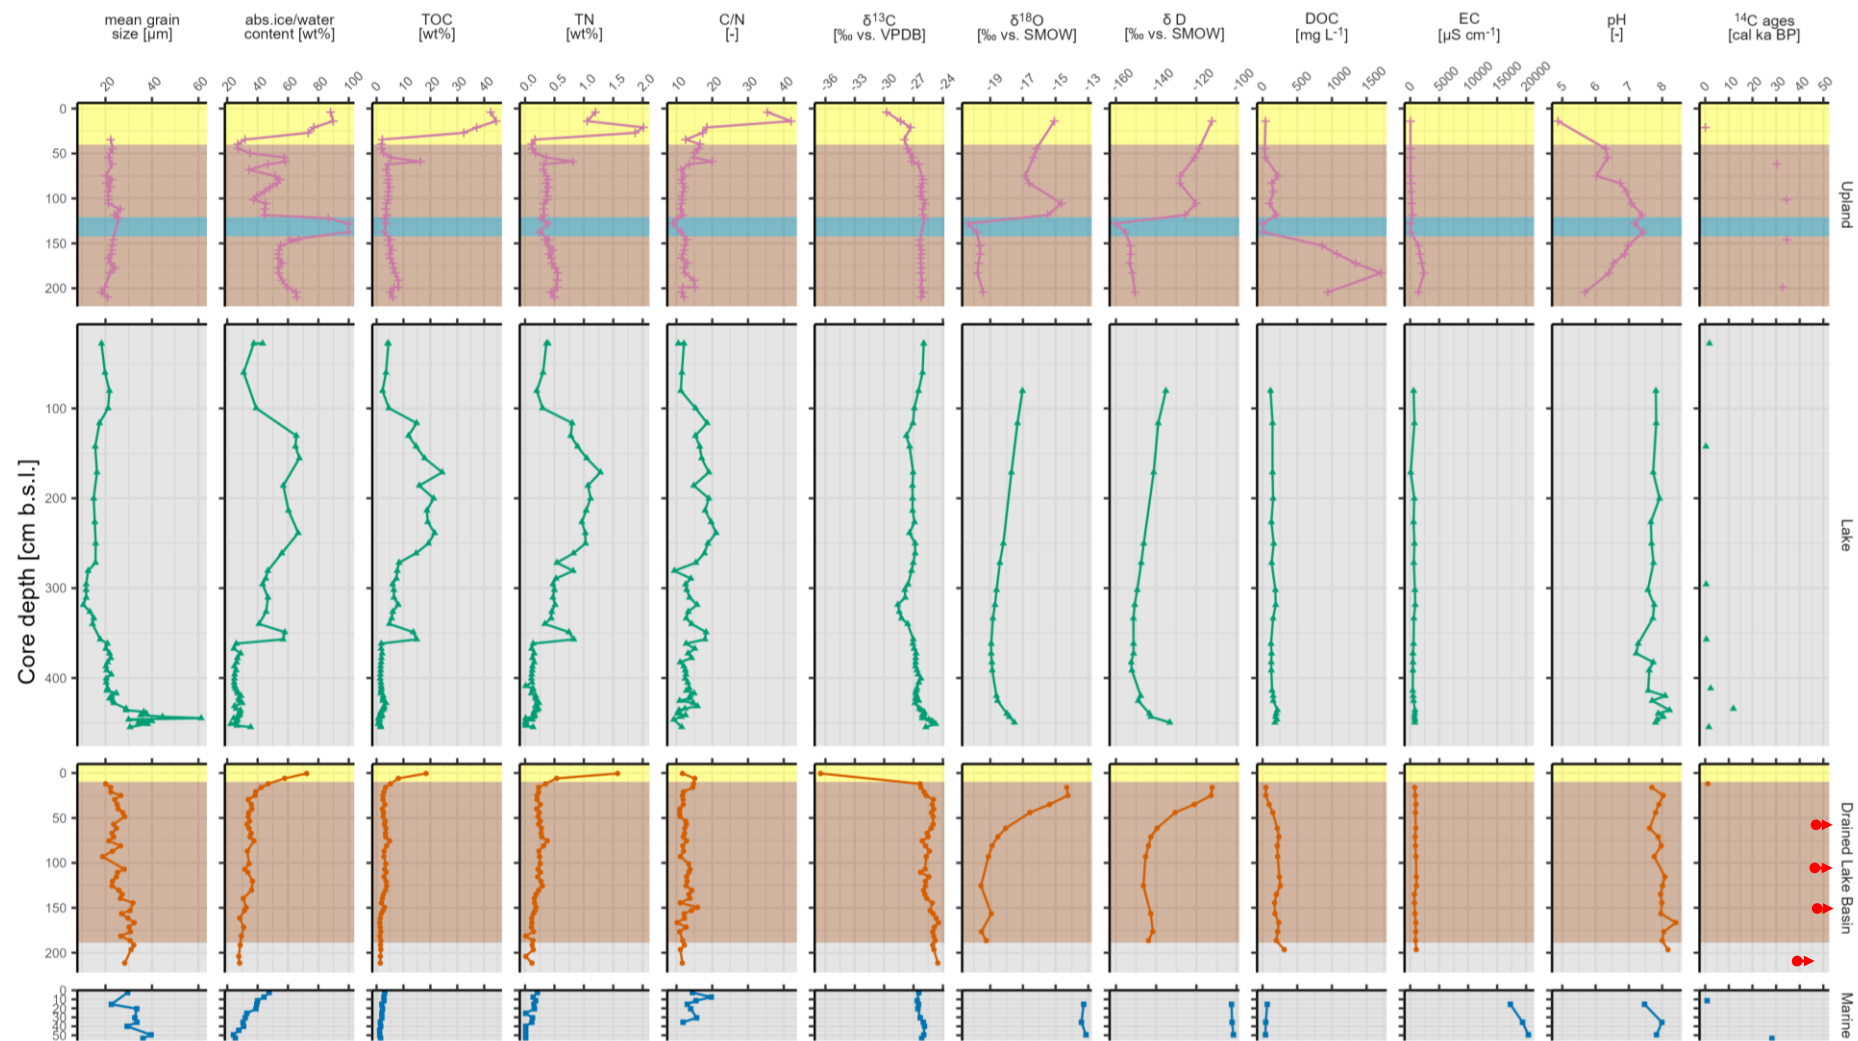 mean grain
size [µm]
abs.ice/water
content [wt%]
TOC
[wt%]
TN
[wt%]
C/N
[-]
δ¹³C
[‰ vs. VPDB]
δ¹⁸O
[‰ vs. SMOW]
δ D
[‰ vs. SMOW]
DOC
[mg L⁻¹]
EC
[µS cm⁻¹]
pH
[-]
¹⁴C ages
[cal ka BP]
20 40 60
20 40 60 80 100
0 10 20 30 40
0.0 0.5 1.0 1.5 2.0
10 20 30 40
-36 -33 -30 -27 -24
-19 -17 -15 -13
-160 -140 -120 -100
0 500 1000 1500
0 5000 10000 15000 20000
5 6 7 8
0 10 20 30 40 50
Core depth [cm b.s.l.]
0
50
100
150
200
Upland
100
200
300
400
Lake
0
50
100
150
200
Drained Lake Basin
0
10
20
30
40
50
Marine